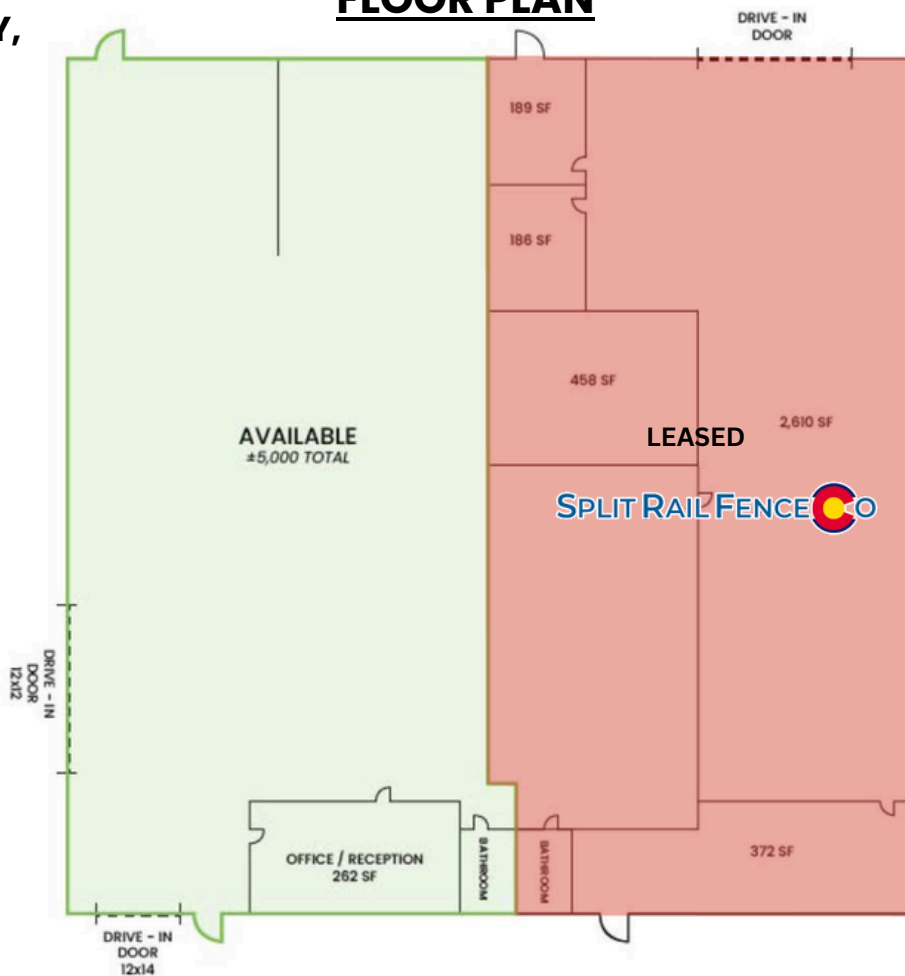 Y,
FLOOR PLAN
DRIVE - IN
DOOR
189 SF
186 SF
458 SF
2,610 SF
AVAILABLE
±5,000 TOTAL
LEASED
SPLIT RAIL FENCE CO
DRIVE - IN
DOOR
12x12
OFFICE / RECEPTION
262 SF
BATHROOM
BATHROOM
372 SF
DRIVE - IN
DOOR
12x14